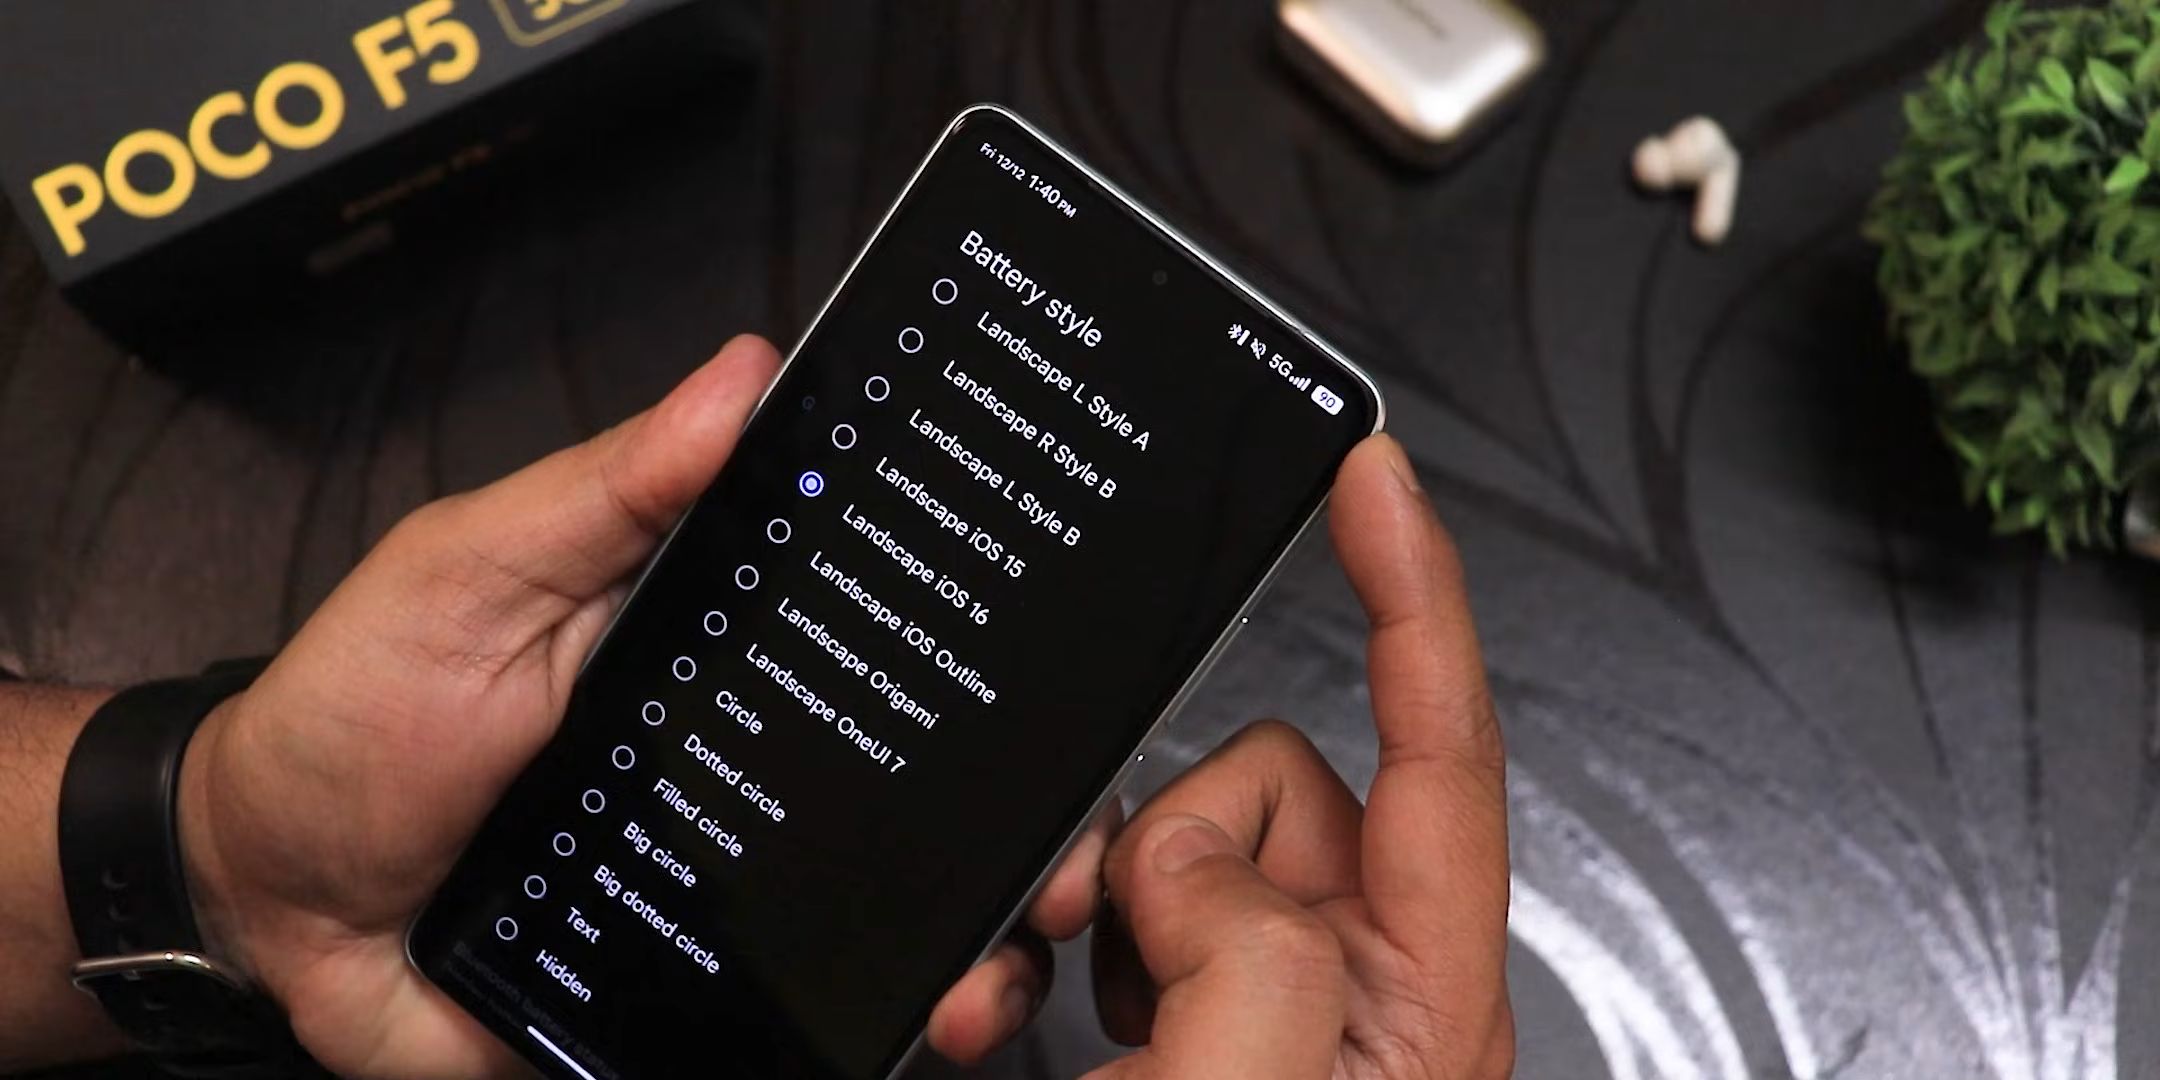 POCO F5
Fri 12/12 1:40 PM
5G 90
Battery style
Landscape L Style A
Landscape R Style B
Landscape L Style B
Landscape iOS 15
Landscape iOS 16
Landscape iOS Outline
Landscape Origami
Landscape OneUI 7
Circle
Dotted circle
Filled circle
Big circle
Big dotted circle
Text
Hidden